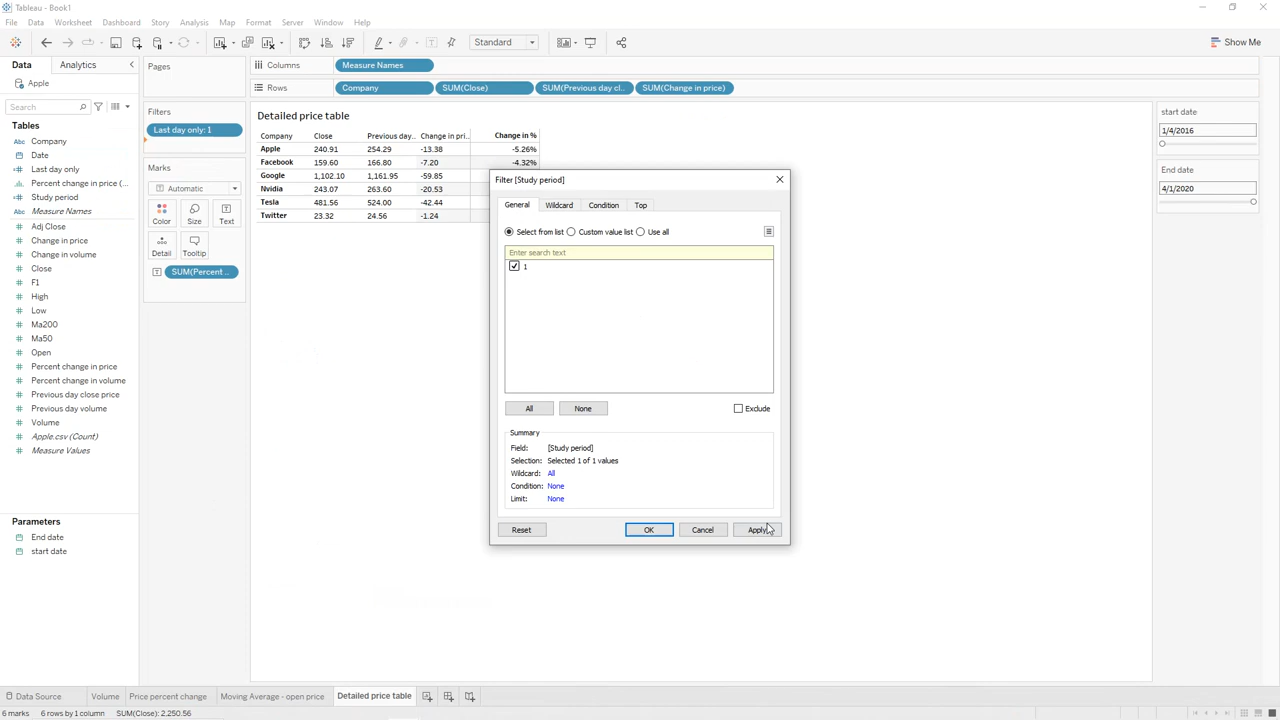 Tableau - Book1
File Data Worksheet Dashboard Story Analysis Map Format Server Window Help
Standard
Show Me
Data Analytics
Apple
Search
Tables
Abc Company
Date
Last day only
Percent change in price (...
Study period
Abc Measure Names
Adj Close
Change in price
Change in volume
Close
F1
High
Low
Ma200
Ma50
Open
Percent change in price
Percent change in volume
Previous day close price
Previous day volume
Volume
Apple.csv (Count)
Measure Values
Parameters
End date
start date
Pages
Filters
Last day only: 1
Marks
Automatic
Color Size Text
Detail Tooltip
SUM(Percent ..
Columns Measure Names
Rows Company SUM(Close) SUM(Previous day cl.. SUM(Change in price)
Detailed price table
Company Close Previous day.. Change in pri.. Change in %
Apple 240.91 254.29 -13.38 -5.26%
Facebook 159.60 166.80 -7.20 -4.32%
Google 1,102.10 1,161.95 -59.85
Nvidia 243.07 263.60 -20.53
Tesla 481.56 524.00 -42.44
Twitter 23.32 24.56 -1.24
Filter [Study period]
General Wildcard Condition Top
Select from list Custom value list Use all
Enter search text
1
All None Exclude
Summary
Field: [Study period]
Selection: Selected 1 of 1 values
Wildcard: All
Condition: None
Limit: None
Reset OK Cancel Apply
start date
1/4/2016
End date
4/1/2020
Data Source Volume Price percent change Moving Average - open price Detailed price table
6 marks 6 rows by 1 column SUM(Close): 2,250.56